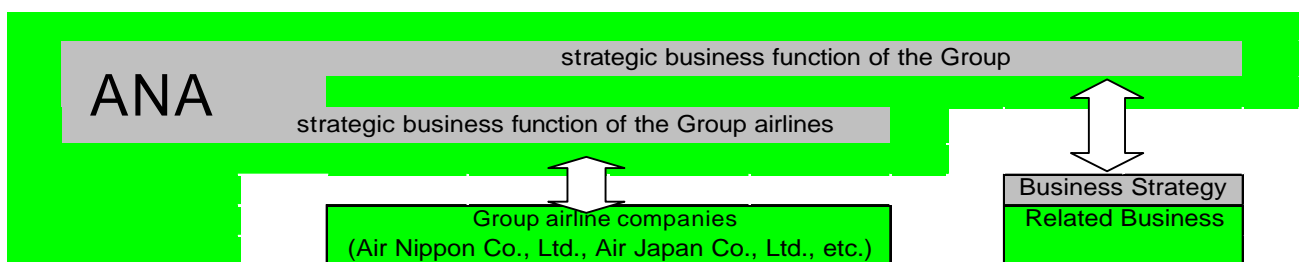 strategic business function of the Group
ANA
strategic business function of the Group airlines
Business Strategy
Group airline companies
Related Business
(Air Nippon Co., Ltd., Air Japan Co., Ltd., etc.)